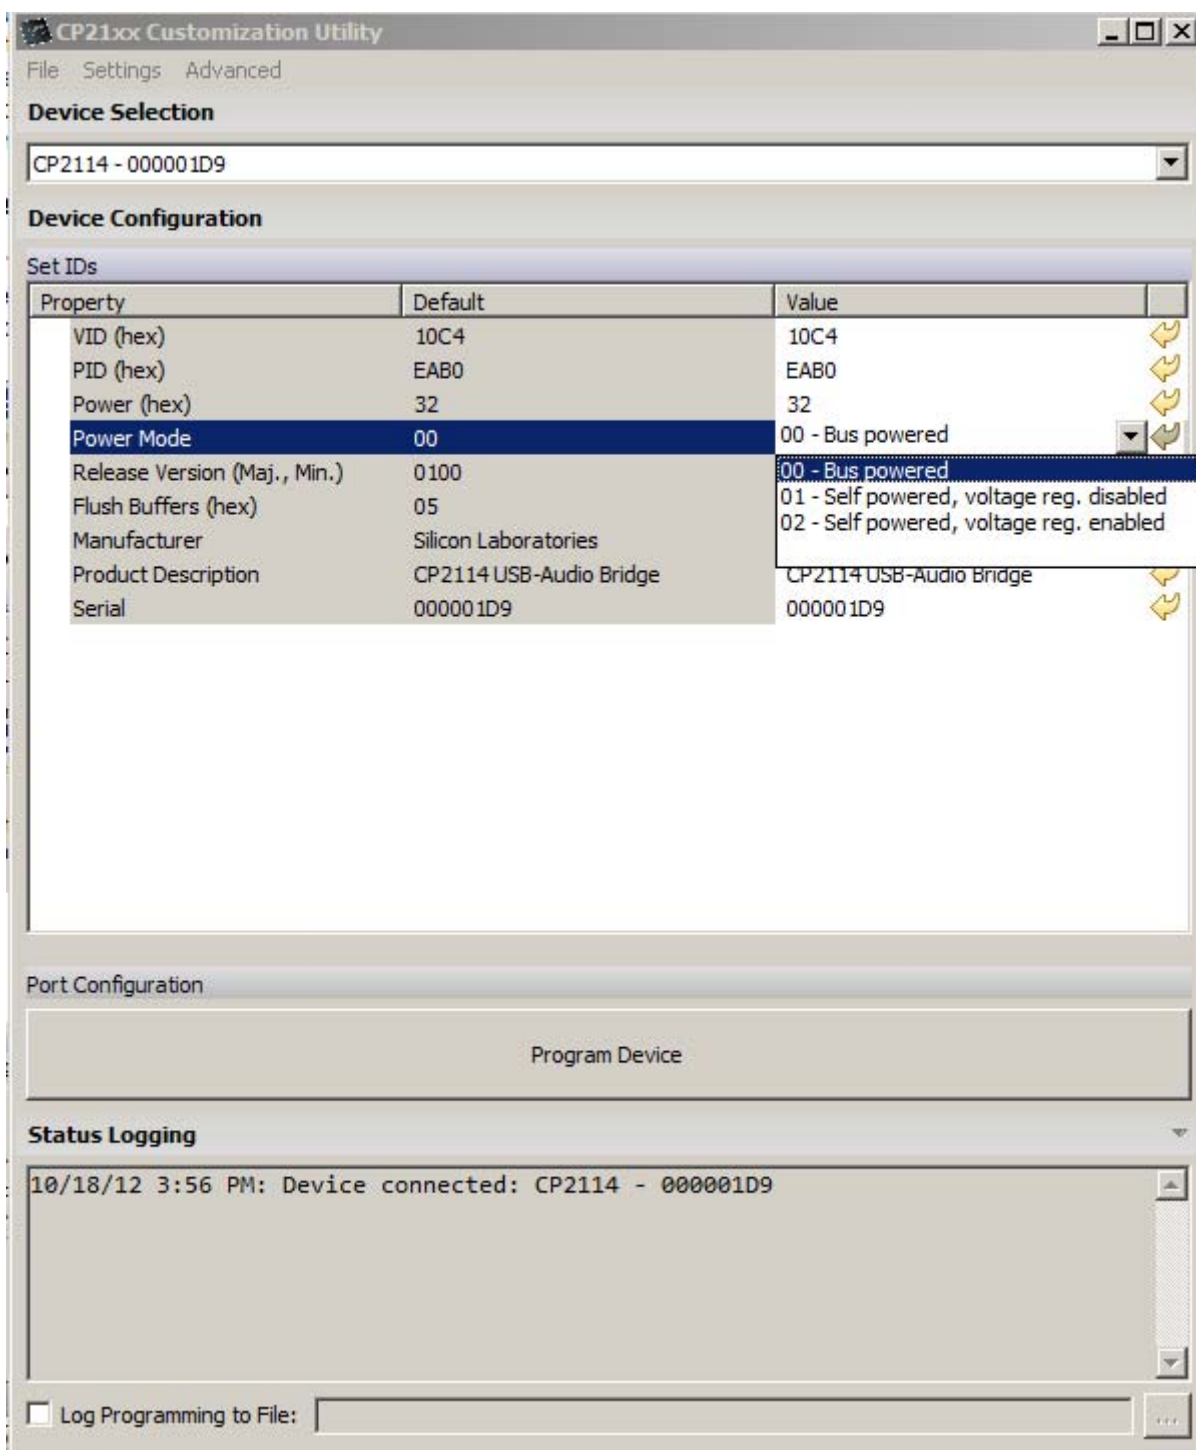 CP21xx Customization Utility
File Settings Advanced
Device Selection
CP2114 - 000001D9
Device Configuration
Set IDs
Property Default Value
VID (hex) 10C4 10C4
PID (hex) EAB0 EAB0
Power (hex) 32 32
Power Mode 00 00 - Bus powered
Release Version (Maj., Min.) 0100 00 - Bus powered
01 - Self powered, voltage reg. disabled
Flush Buffers (hex) 05 02 - Self powered, voltage reg. enabled
Manufacturer Silicon Laboratories
Product Description CP2114 USB-Audio Bridge CP2114 USB-Audio Bridge
Serial 000001D9 000001D9
Port Configuration
Program Device
Status Logging
10/18/12 3:56 PM: Device connected: CP2114 - 000001D9
Log Programming to File:
...